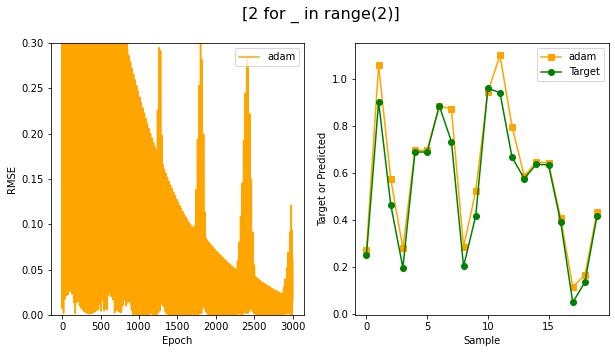 [2 for _ in range(2)]
0.30
0.25
0.20
0.15
0.10
0.05
0.00
RMSE
0 500 1000 1500 2000 2500 3000
Epoch
adam
1.0
0.8
0.6
0.4
0.2
0.0
Target or Predicted
0 5 10 15
Sample
adam
Target